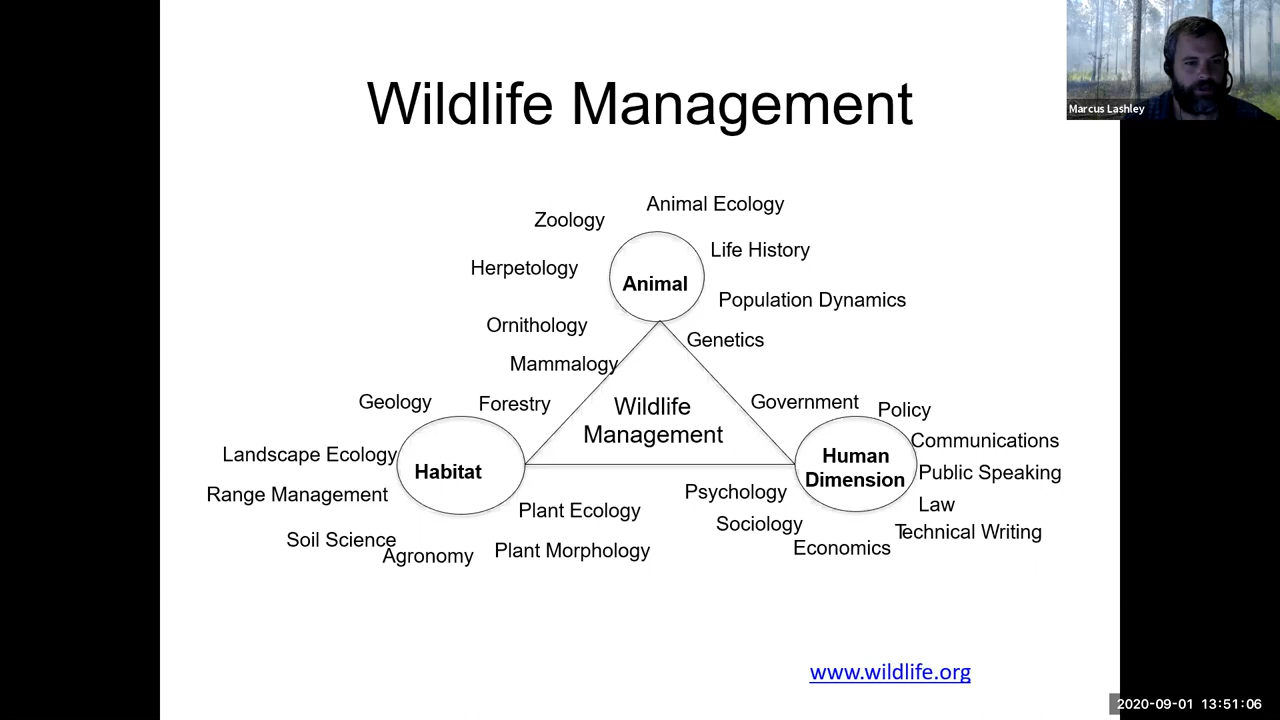 Wildlife Management
Marcus Lashley
Animal Ecology
Zoology
Life History
Herpetology
Animal
Population Dynamics
Ornithology
Genetics
Mammalogy
Geology
Forestry
Wildlife
Management
Government
Policy
Landscape Ecology
Habitat
Range Management
Soil Science
Agronomy
Plant Ecology
Plant Morphology
Human
Dimension
Communications
Public Speaking
Law
Technical Writing
Psychology
Sociology
Economics
www.wildlife.org
2020-09-01 13:51:06